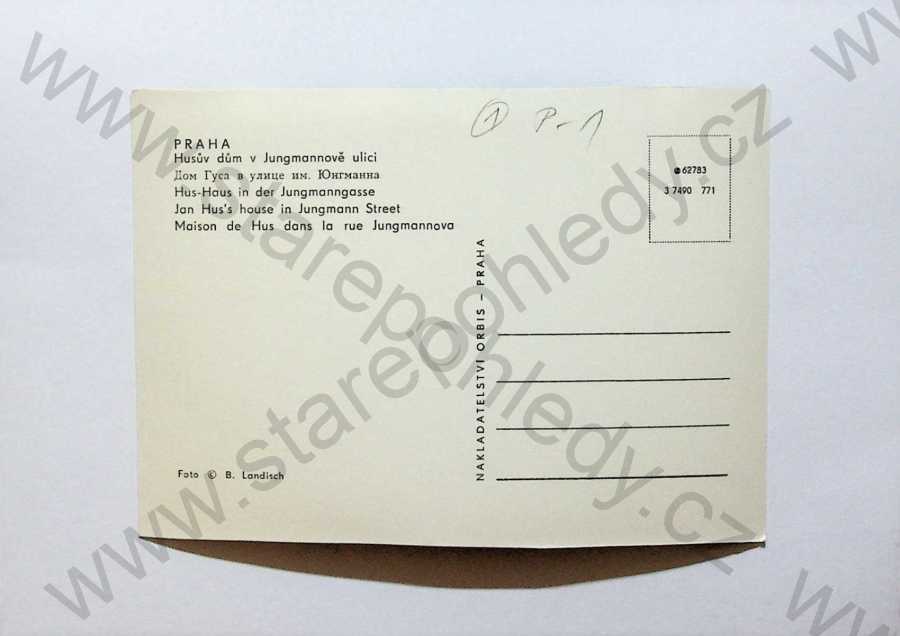 ① P-1
PRAHA
Husův dům v Jungmannově ulici
Дом Гуса в улице им. Юнгманна
Hus-Haus in der Jungmanngasse
Jan Hus's house in Jungmann Street
Maison de Hus dans la rue Jungmannova
62783
3 7490 771
NAKLADATELSTVÍ ORBIS – PRAHA
Foto © B. Landisch
www.starepohledy.cz
www.starepohledy.cz
www
www